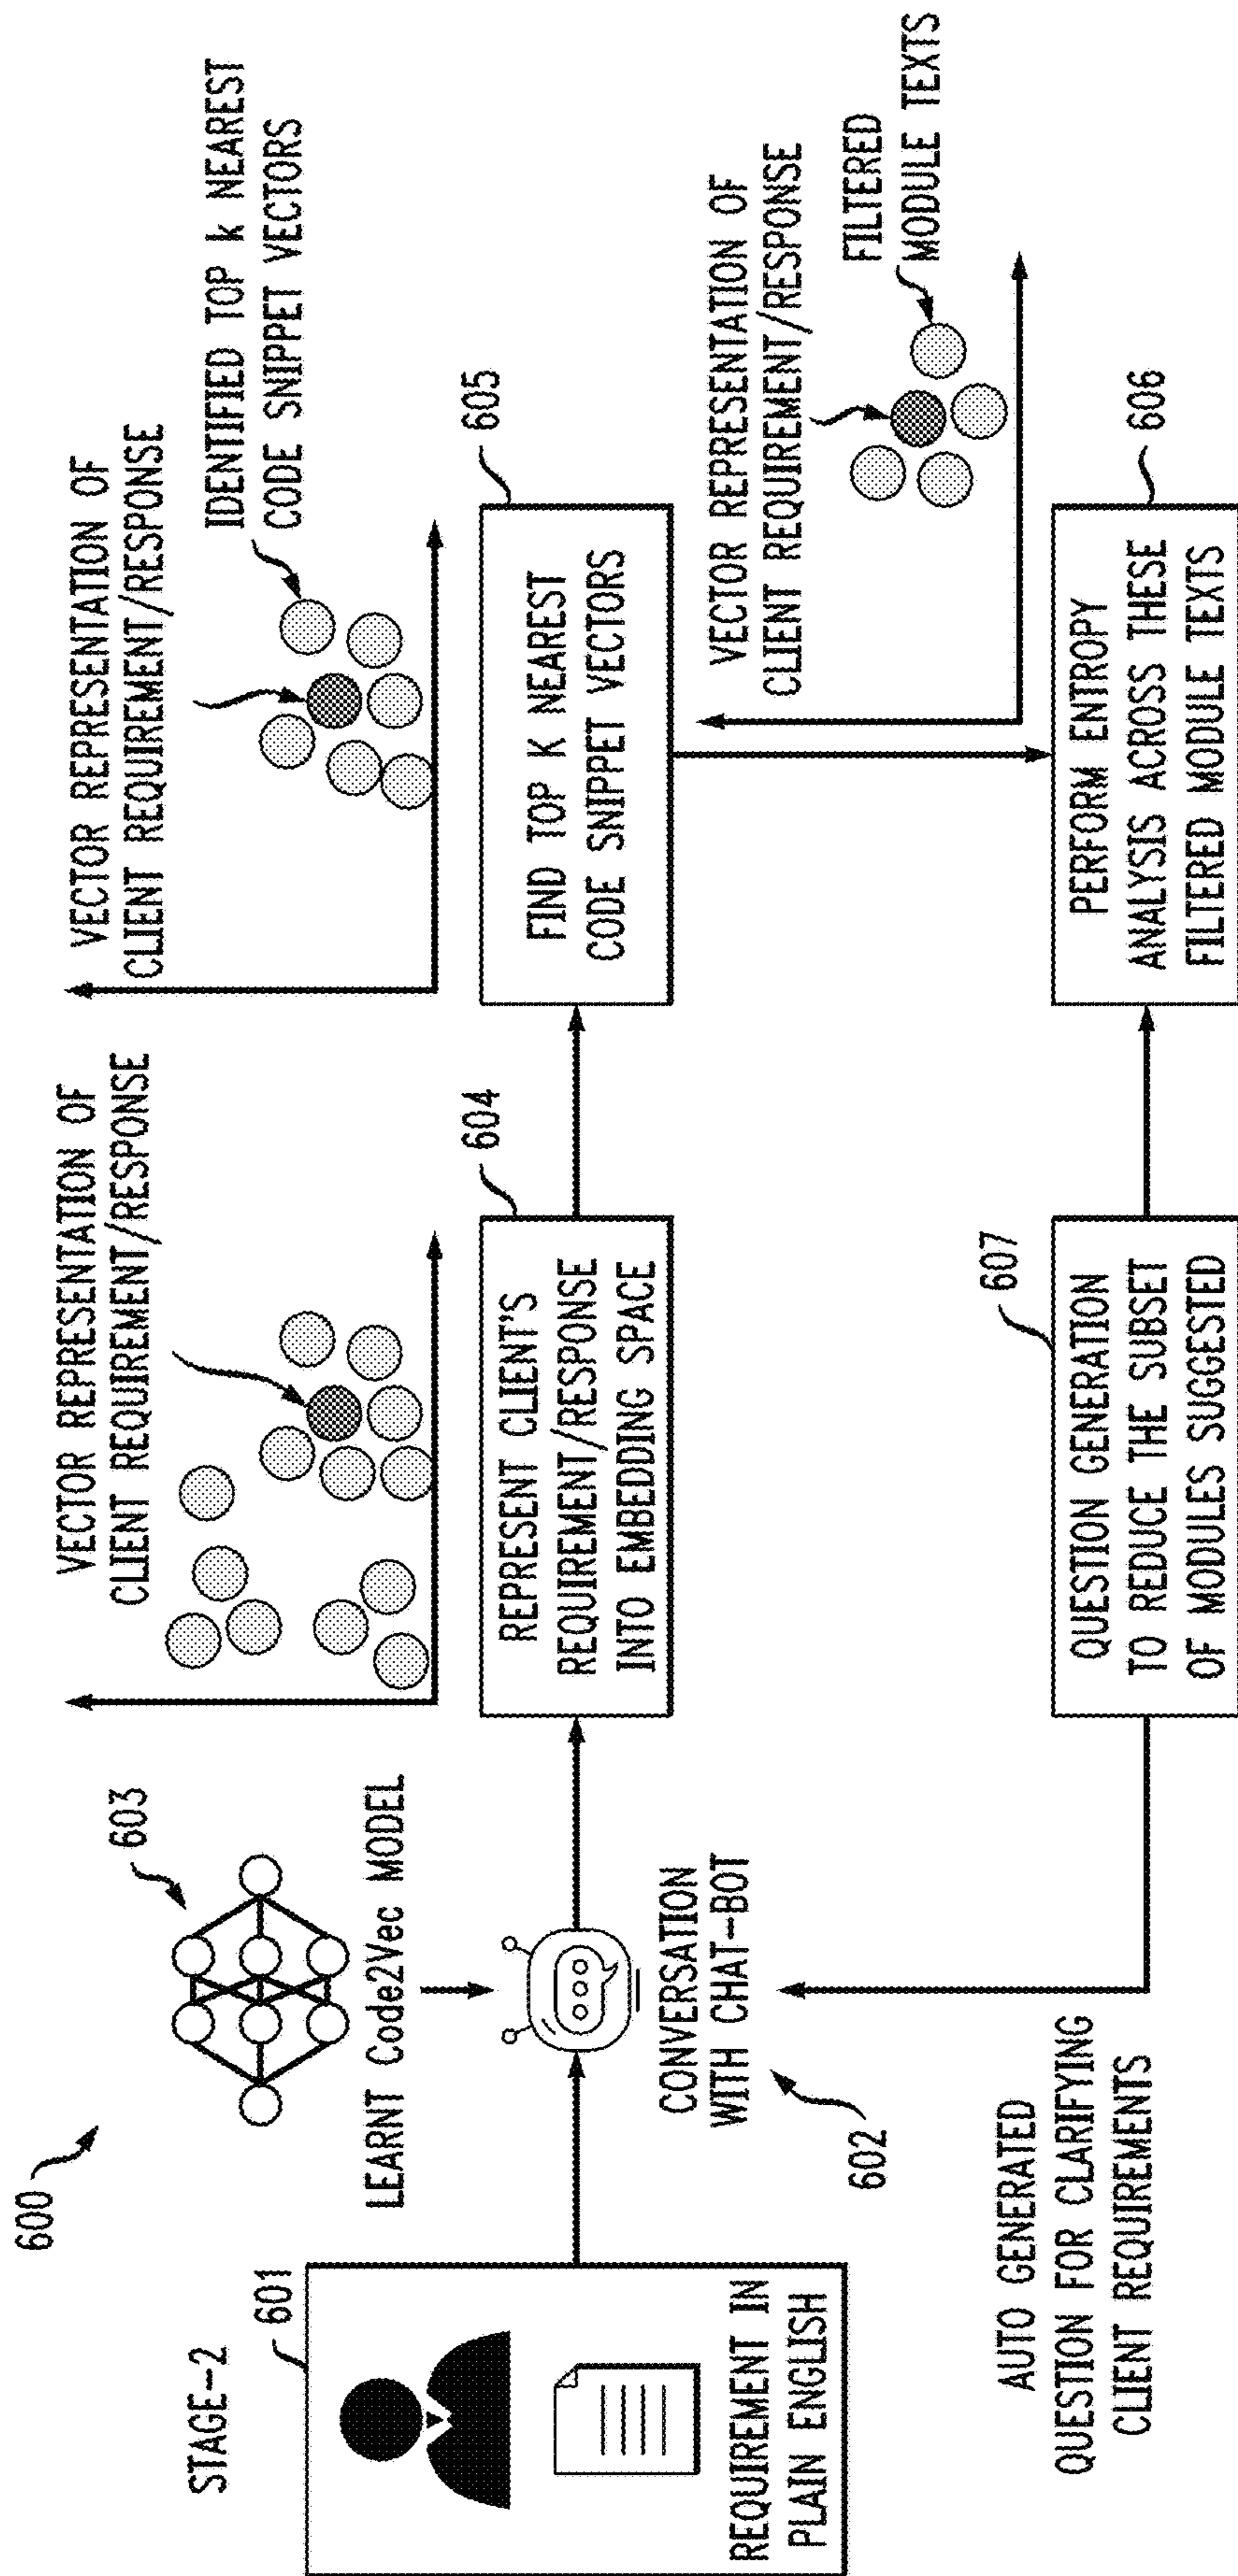 600
STAGE-2
601
REQUIREMENT IN
PLAIN ENGLISH
603
LEARNT Code2Vec MODEL
CONVERSATION
WITH CHAT-BOT
602
AUTO GENERATED
QUESTION FOR CLARIFYING
CLIENT REQUIREMENTS
VECTOR REPRESENTATION OF
CLIENT REQUIREMENT/RESPONSE
604
REPRESENT CLIENT'S
REQUIREMENT/RESPONSE
INTO EMBEDDING SPACE
VECTOR REPRESENTATION OF
CLIENT REQUIREMENT/RESPONSE
IDENTIFIED TOP k NEAREST
CODE SNIPPET VECTORS
605
FIND TOP K NEAREST
CODE SNIPPET VECTORS
VECTOR REPRESENTATION OF
CLIENT REQUIREMENT/RESPONSE
FILTERED
MODULE TEXTS
606
PERFORM ENTROPY
ANALYSIS ACROSS THESE
FILTERED MODULE TEXTS
607
QUESTION GENERATION
TO REDUCE THE SUBSET
OF MODULES SUGGESTED